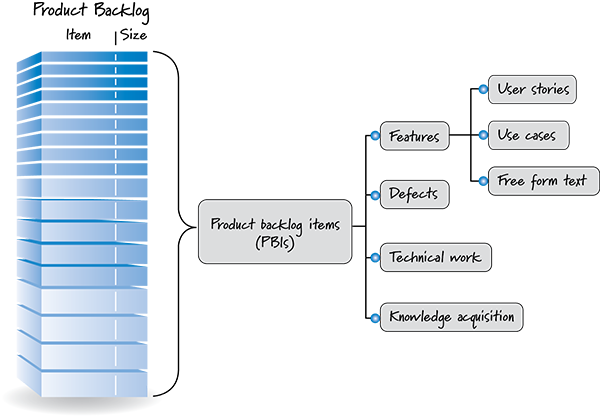 Product Backlog
Item | Size
User stories
Features
Use cases
Free form text
Defects
Product backlog items
(PBIs)
Technical work
Knowledge acquisition